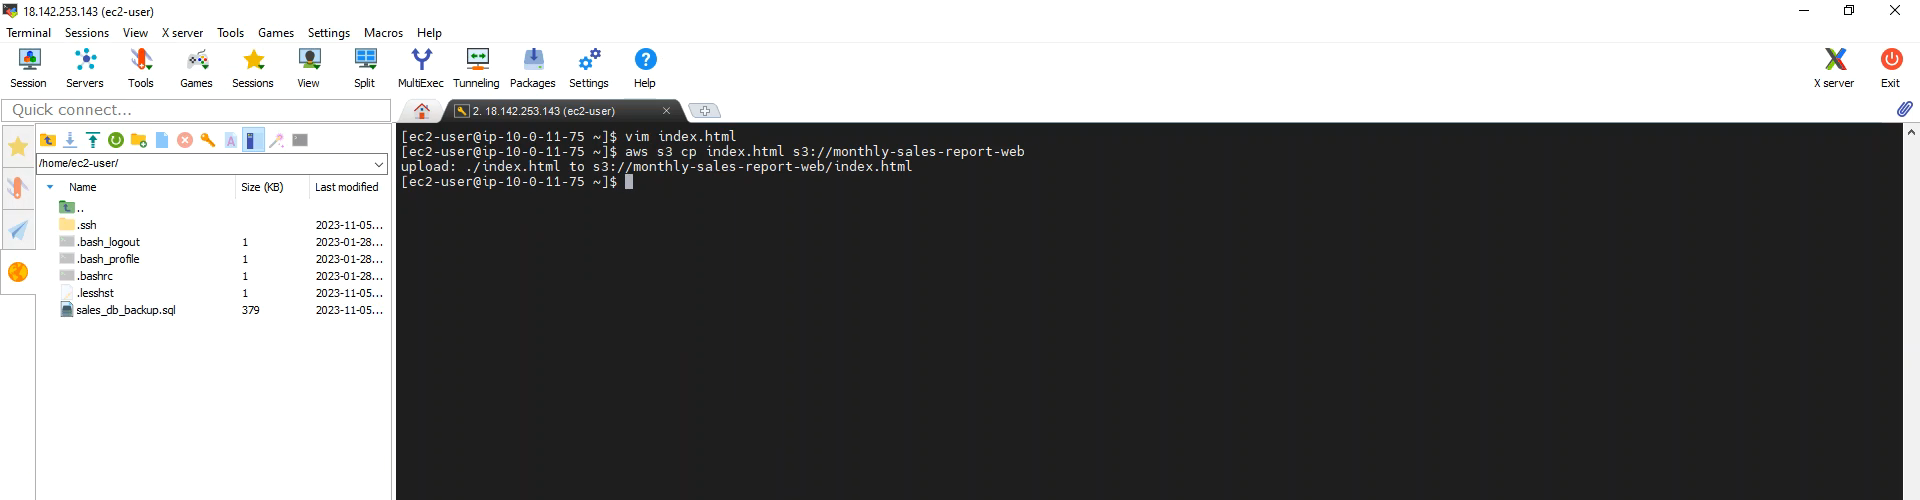 18.142.253.143 (ec2-user)
Terminal Sessions View X server Tools Games Settings Macros Help
Session Servers Tools Games Sessions View Split MultiExec Tunneling Packages Settings Help X server Exit
Quick connect...
2. 18.142.253.143 (ec2-user)
/home/ec2-user/
Name Size (KB) Last modified
..
.ssh 2023-11-05...
.bash_logout 1 2023-01-28...
.bash_profile 1 2023-01-28...
.bashrc 1 2023-01-28...
.lesshst 1 2023-11-05...
sales_db_backup.sql 379 2023-11-05...
[ec2-user@ip-10-0-11-75 ~]$ vim index.html
[ec2-user@ip-10-0-11-75 ~]$ aws s3 cp index.html s3://monthly-sales-report-web
upload: ./index.html to s3://monthly-sales-report-web/index.html
[ec2-user@ip-10-0-11-75 ~]$